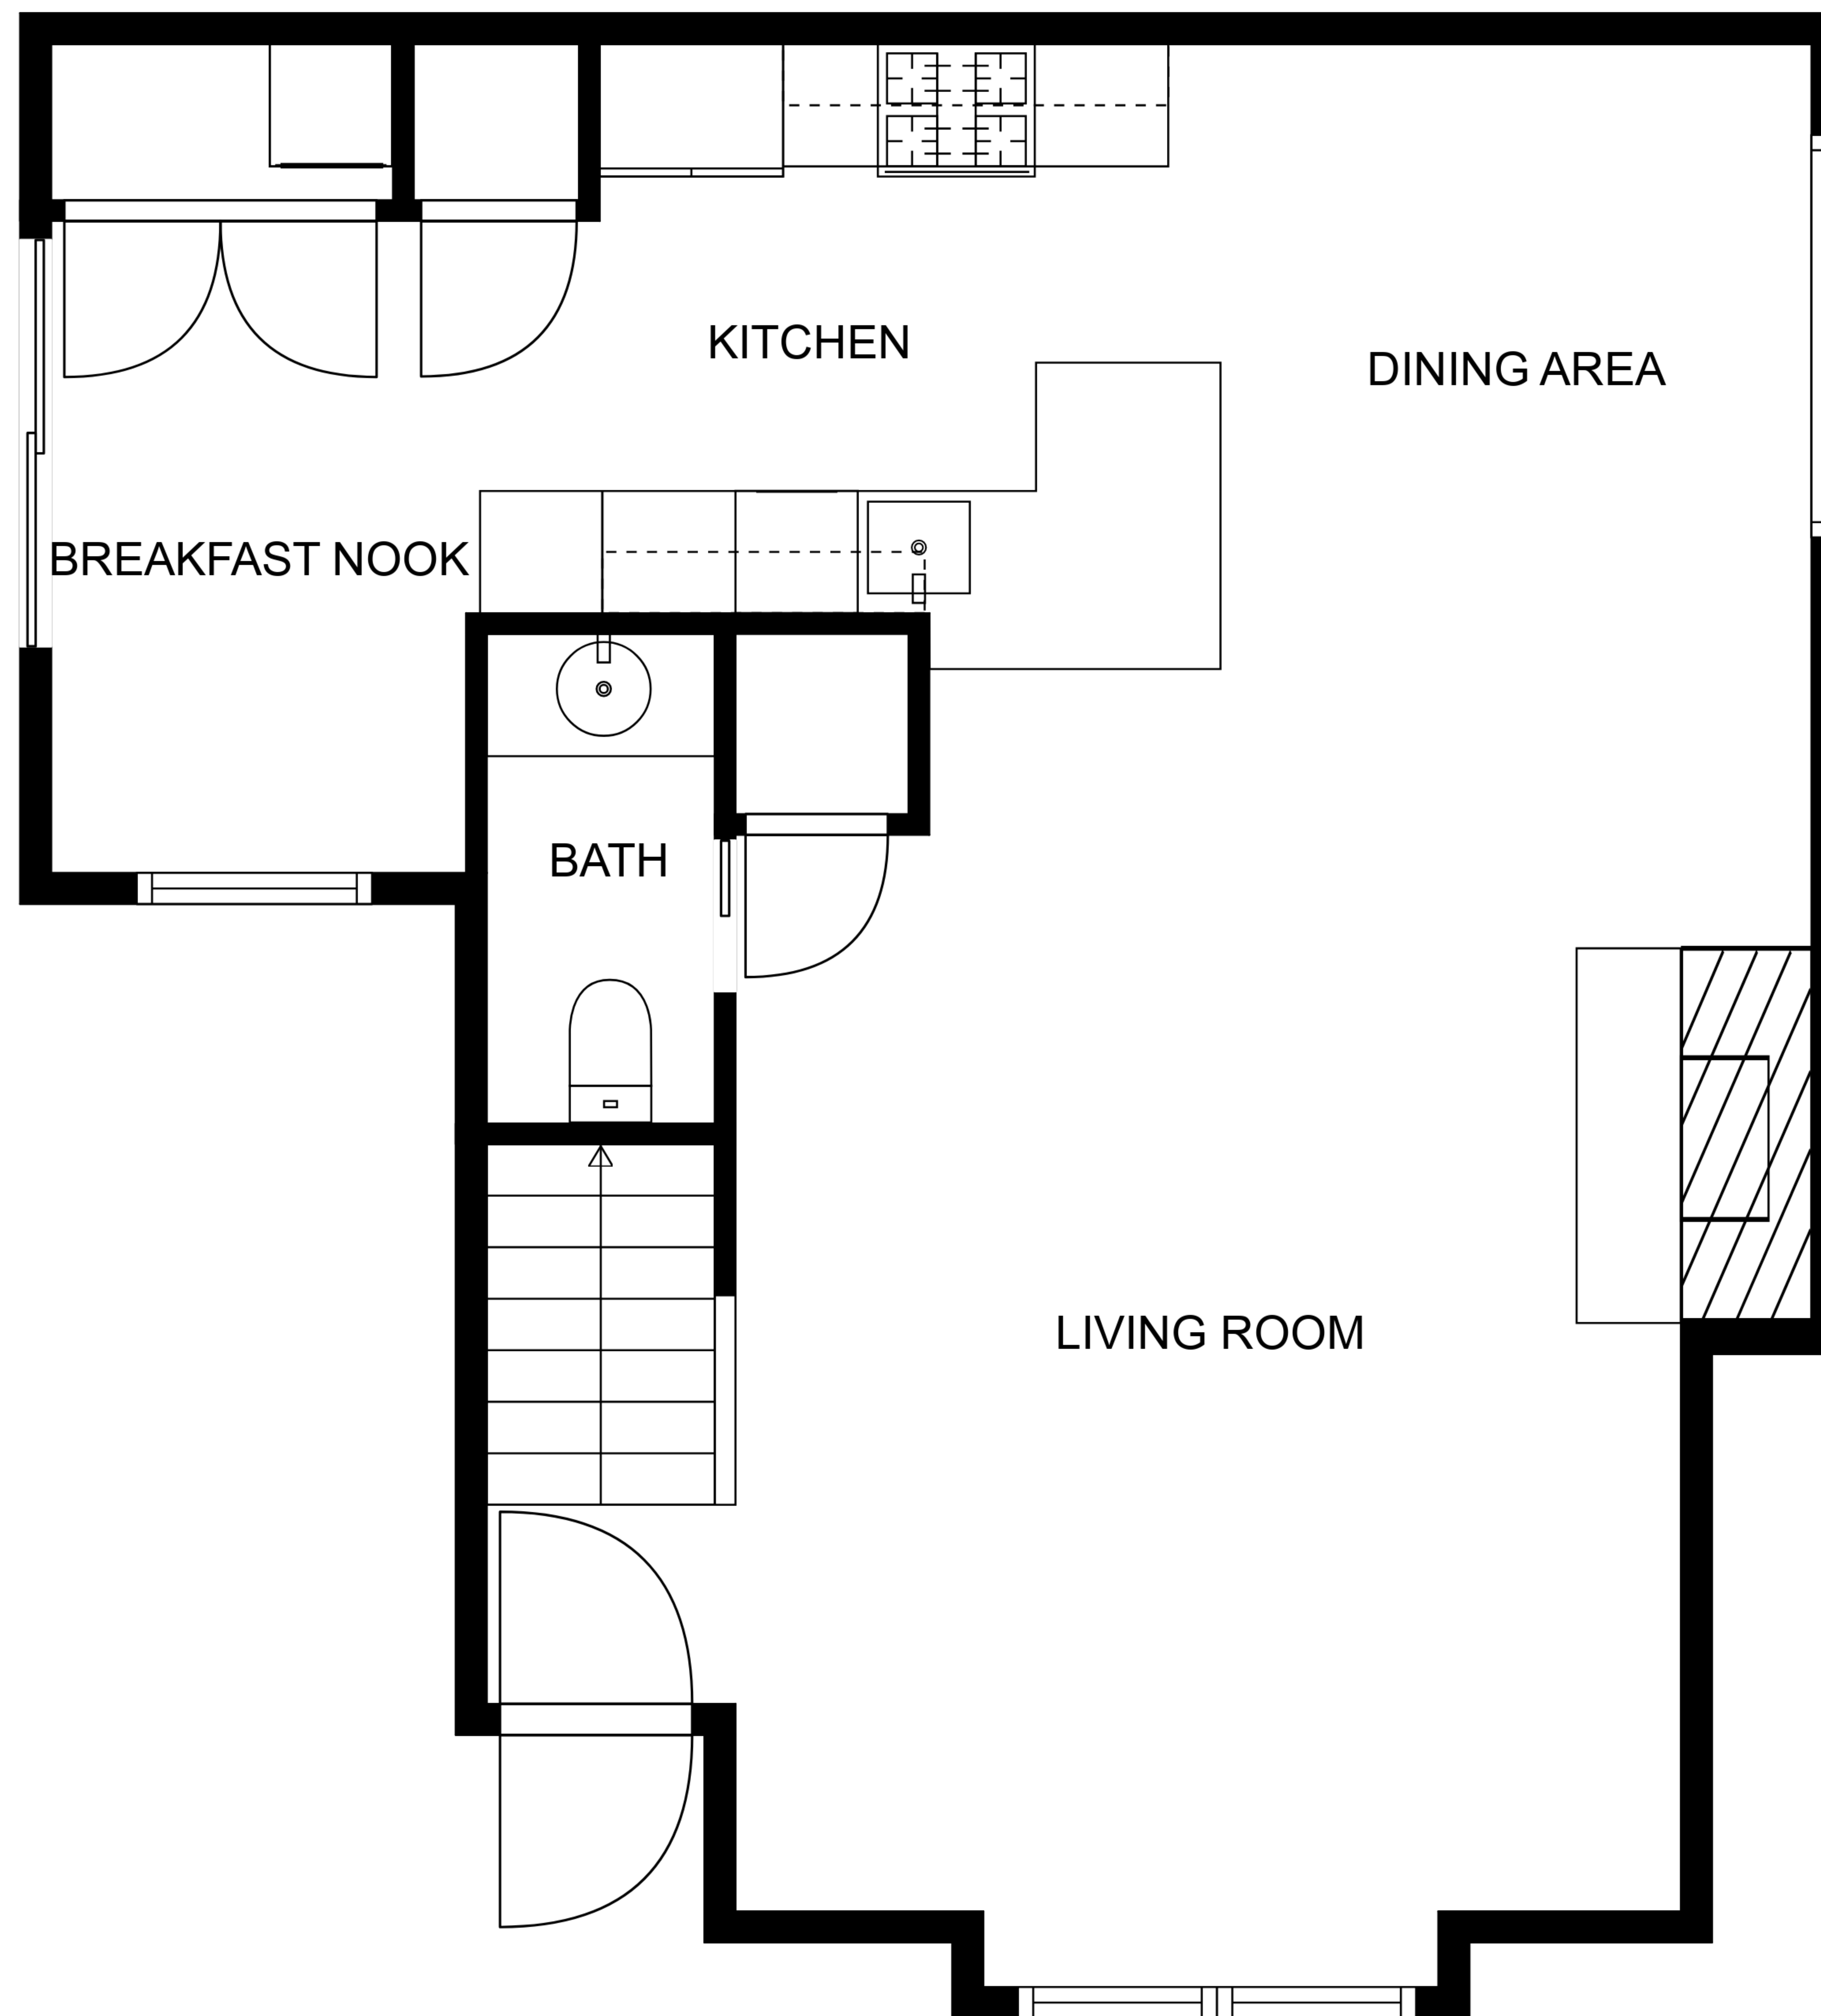 KITCHEN
DINING AREA
BREAKFAST NOOK
BATH
LIVING ROOM